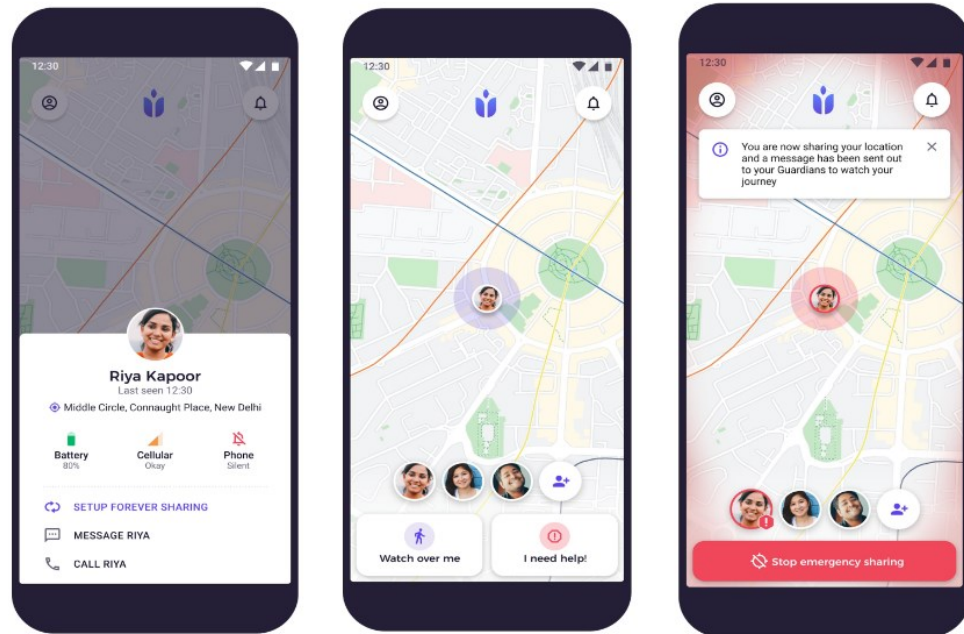 12:30
Riya Kapoor
Last seen 12:30
Middle Circle, Connaught Place, New Delhi
Battery
80%
Cellular
Okay
Phone
Silent
SETUP FOREVER SHARING
MESSAGE RIYA
CALL RIYA
12:30
Watch over me
I need help!
12:30
You are now sharing your location
and a message has been sent out
to your Guardians to watch your
journey
Stop emergency sharing